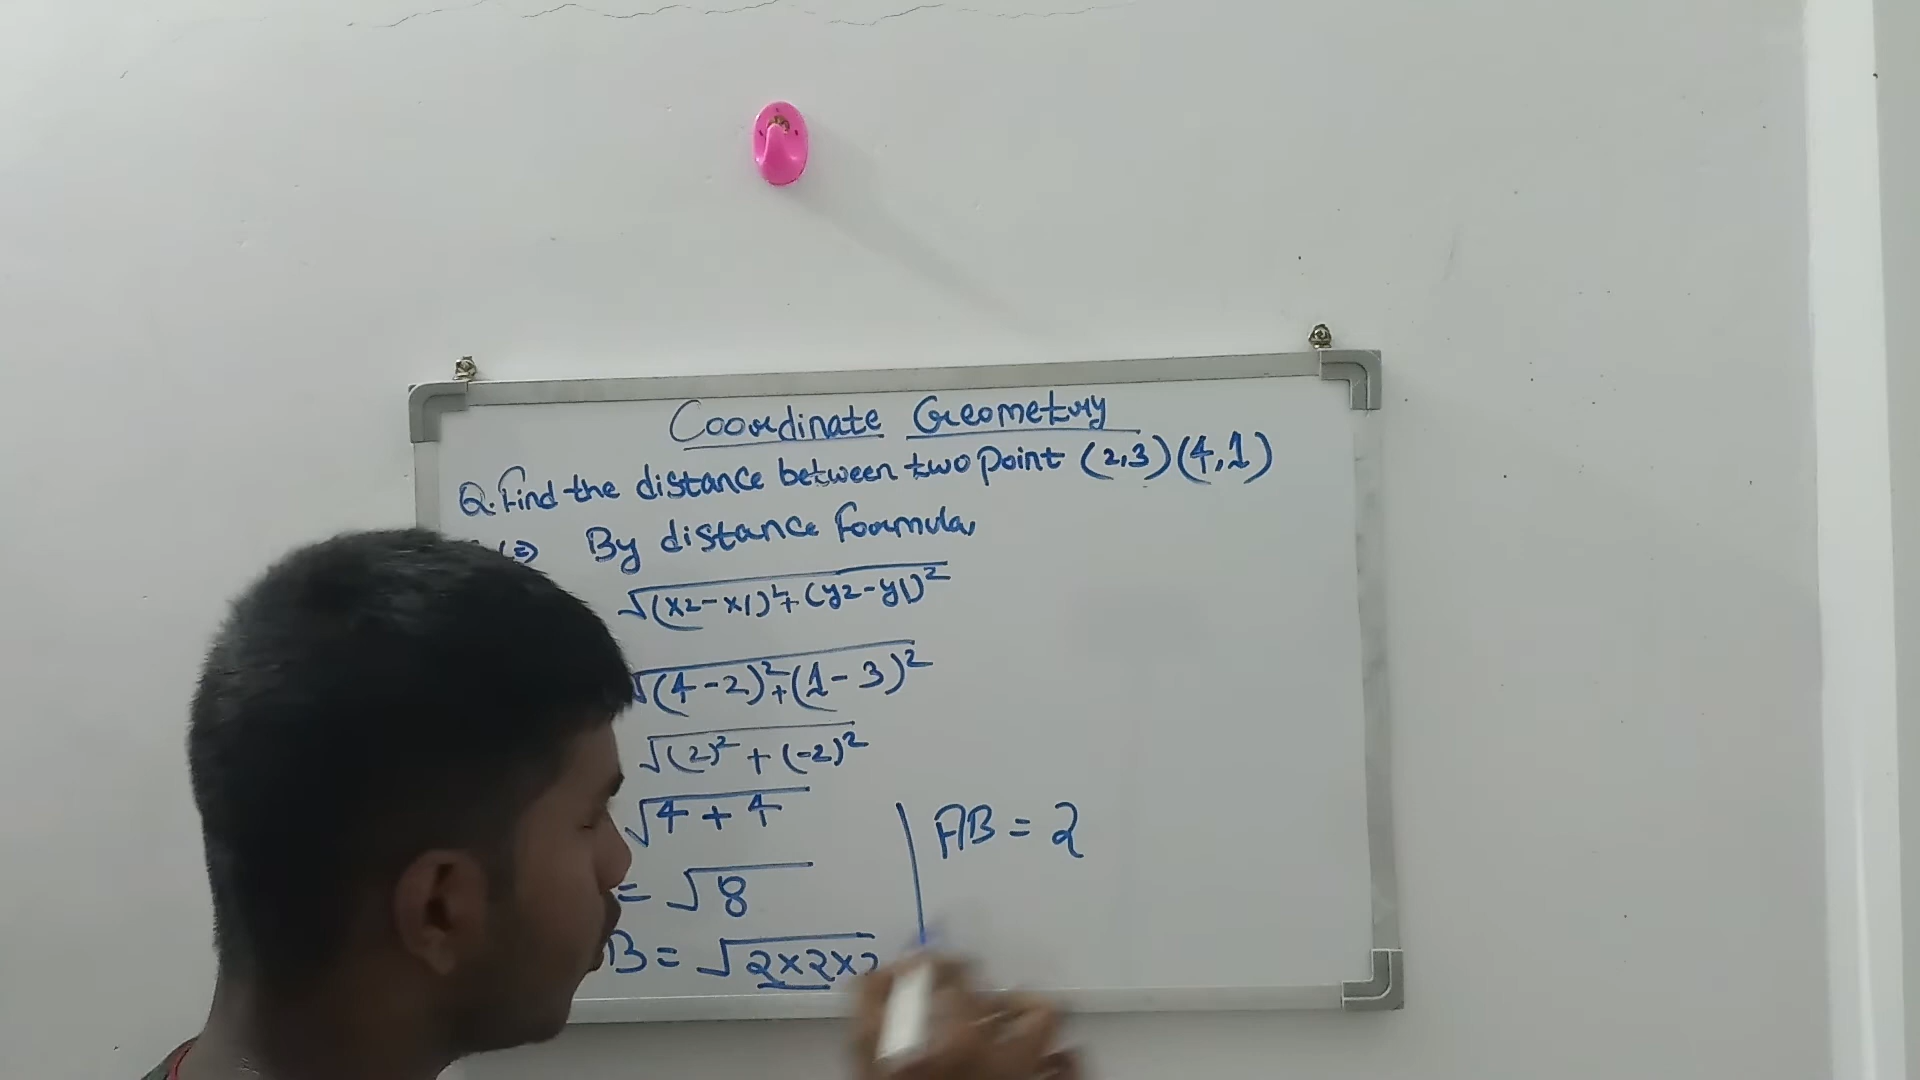 Coordinate Geometry
Q. Find the distance between two point (2,3) (4,1)
By distance formula,
√(x2-x1)²+(y2-y1)²
√(4-2)²+(1-3)²
√(2)²+(-2)²
√4+4
= √8
B = √2×2×2
AB = 2